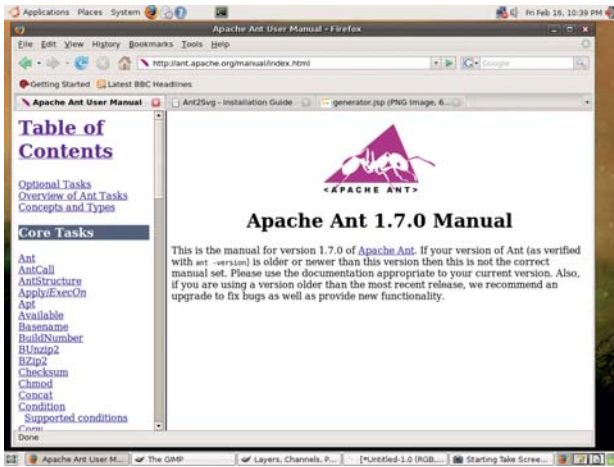 Applications Places System
Fri Feb 16, 10:39 PM
Apache Ant User Manual - Firefox
File Edit View History Bookmarks Tools Help
http://ant.apache.org/manual/index.html
Google
Getting Started Latest BBC Headlines
Apache Ant User Manual
Ant2Svg - Installation Guide
generator.jsp (PNG Image, 6...
Table of
Contents
Optional Tasks
Overview of Ant Tasks
Concepts and Types
Core Tasks
Ant
AntCall
AntStructure
Apply/ExecOn
Apt
Available
Basename
BuildNumber
BUnzip2
BZip2
Checksum
Chmod
Concat
Condition
Supported conditions
Copy
<APACHE ANT>
Apache Ant 1.7.0 Manual
This is the manual for version 1.7.0 of Apache Ant. If your version of Ant (as verified
with ant -version) is older or newer than this version then this is not the correct
manual set. Please use the documentation appropriate to your current version. Also,
if you are using a version older than the most recent release, we recommend an
upgrade to fix bugs as well as provide new functionality.
Done
Apache Ant User M...
The GIMP
Layers, Channels, P...
[*Untitled-1.0 (RGB,...
Starting Take Scree...